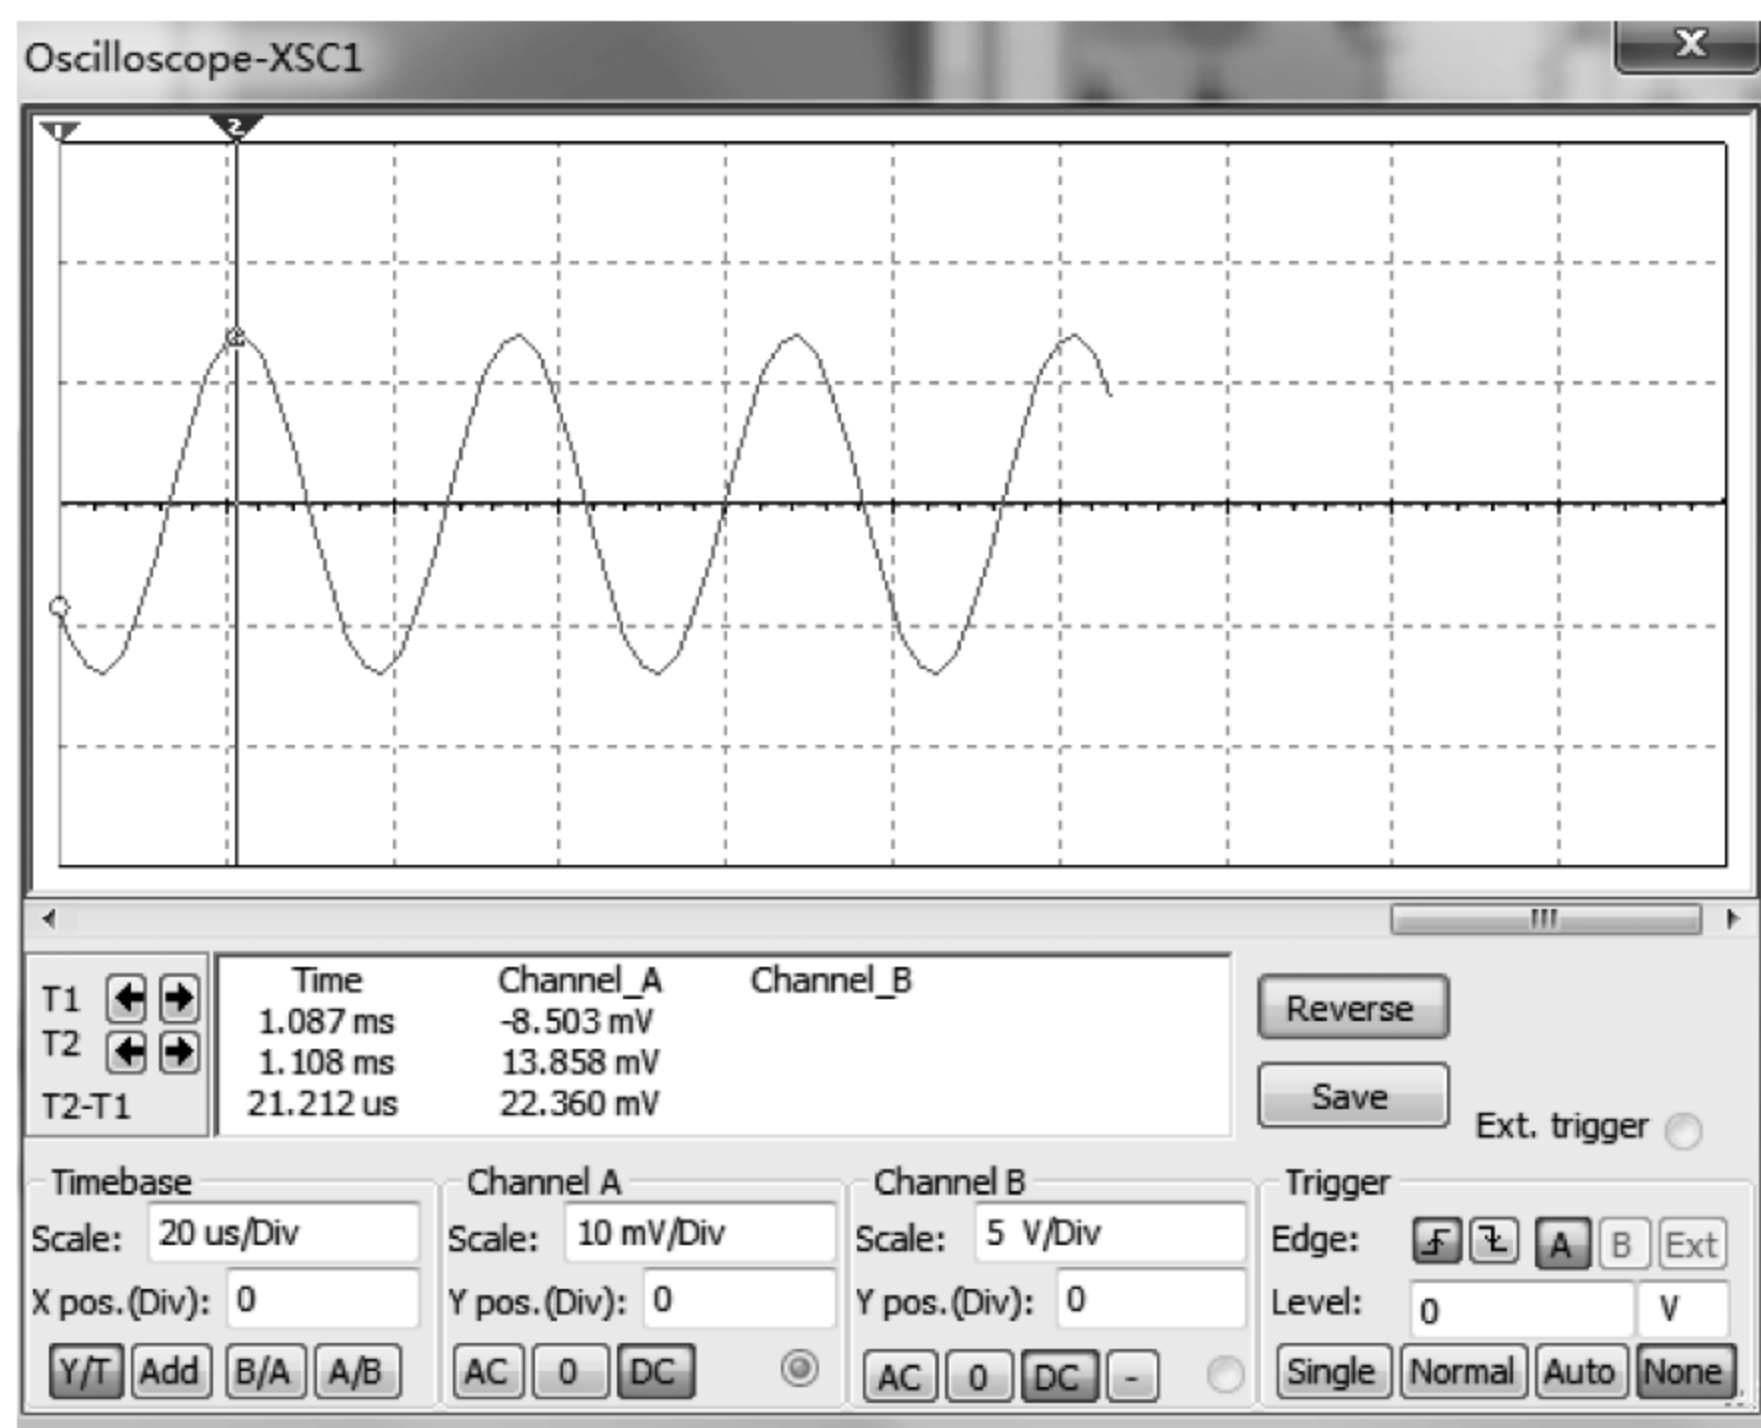 Oscilloscope-XSC1
X
1
2
T1
T2
T2-T1
Time Channel_A Channel_B
1.087 ms -8.503 mV
1.108 ms 13.858 mV
21.212 us 22.360 mV
Reverse
Save
Ext. trigger
Timebase
Scale: 20 us/Div
X pos.(Div): 0
Y/T Add B/A A/B
Channel A
Scale: 10 mV/Div
Y pos.(Div): 0
AC 0 DC
Channel B
Scale: 5 V/Div
Y pos.(Div): 0
AC 0 DC -
Trigger
Edge: A B Ext
Level: 0 V
Single Normal Auto None